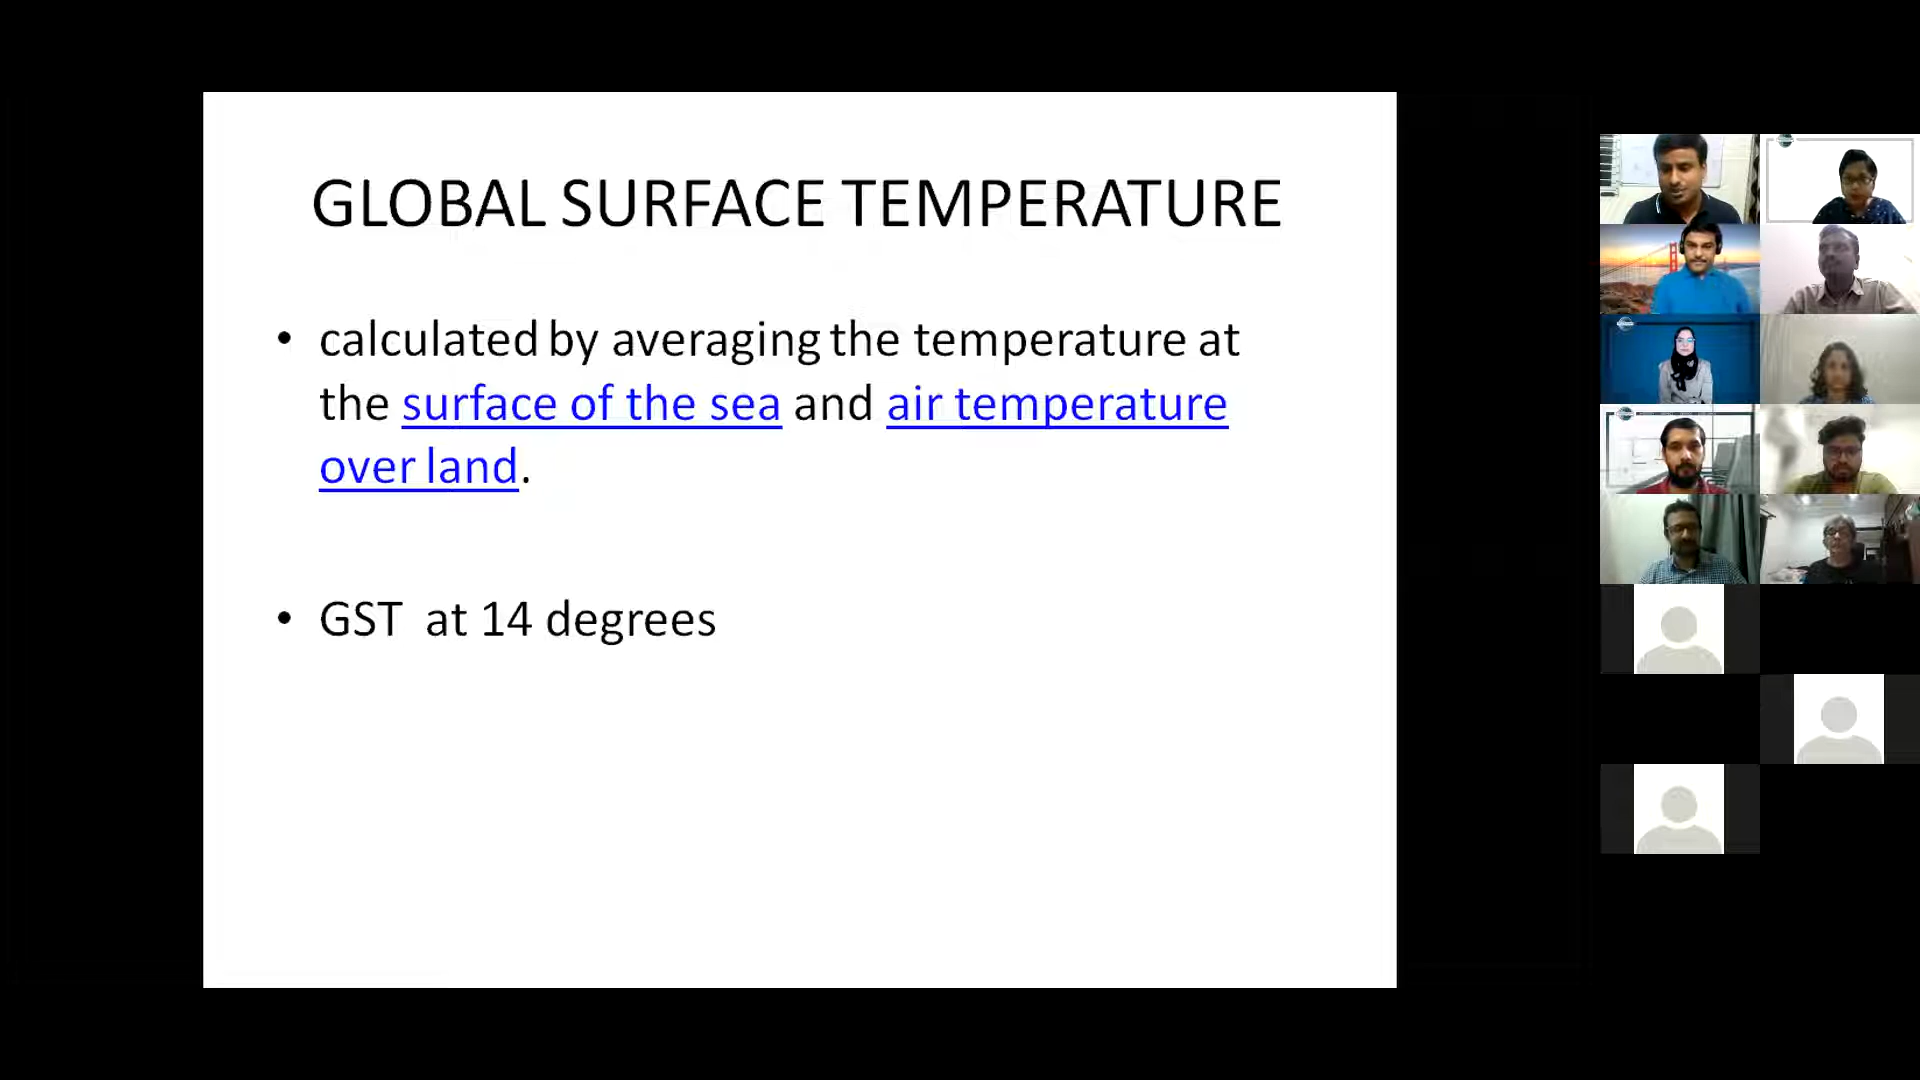 GLOBAL SURFACE TEMPERATURE
• calculated by averaging the temperature at
the surface of the sea and air temperature
over land.
• GST at 14 degrees